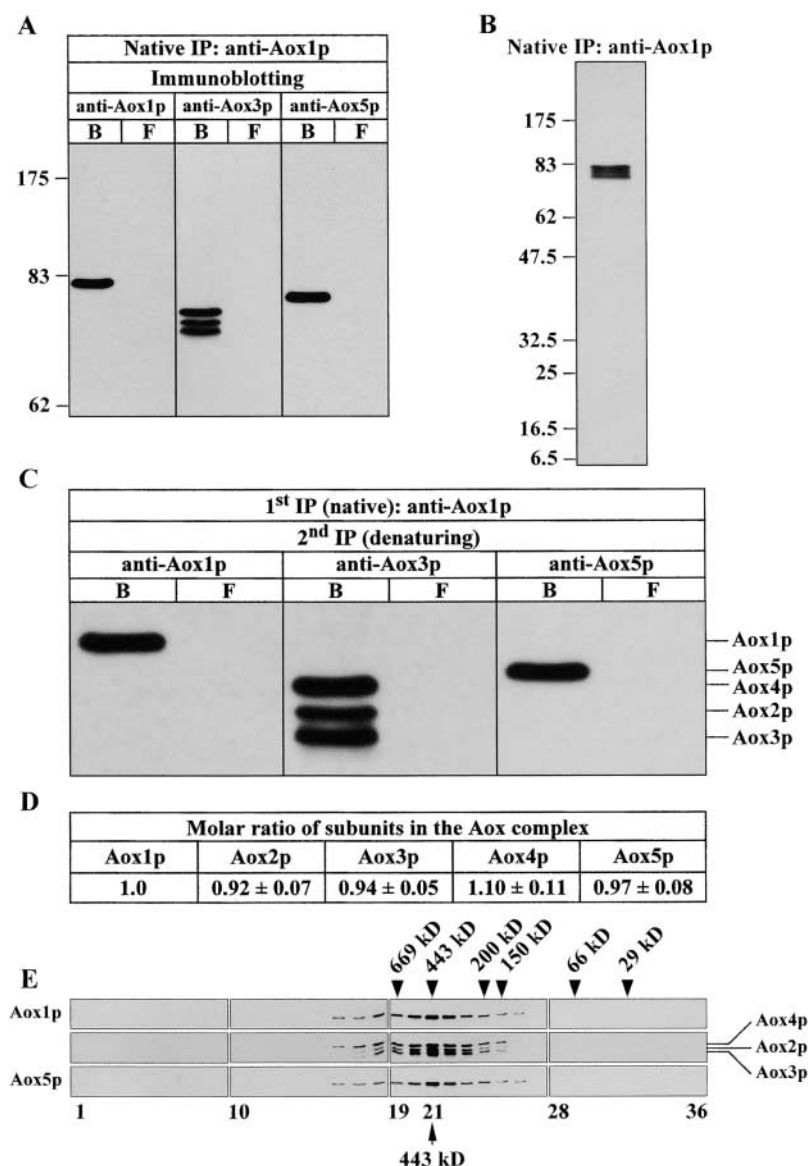 A
Native IP: anti-Aox1p
Immunoblotting
anti-Aox1p anti-Aox3p anti-Aox5p
B F B F B F
175
83
62
B
Native IP: anti-Aox1p
175
83
62
47.5
32.5
25
16.5
6.5
C
1st IP (native): anti-Aox1p
2nd IP (denaturing)
anti-Aox1p anti-Aox3p anti-Aox5p
B F B F B F
Aox1p
Aox5p
Aox4p
Aox2p
Aox3p
D
Molar ratio of subunits in the Aox complex
Aox1p Aox2p Aox3p Aox4p Aox5p
1.0 0.92 ± 0.07 0.94 ± 0.05 1.10 ± 0.11 0.97 ± 0.08
E
669 kD 443 kD 200 kD 150 kD 66 kD 29 kD
Aox1p
Aox5p
Aox4p
Aox2p
Aox3p
1 10 19 21 28 36
443 kD